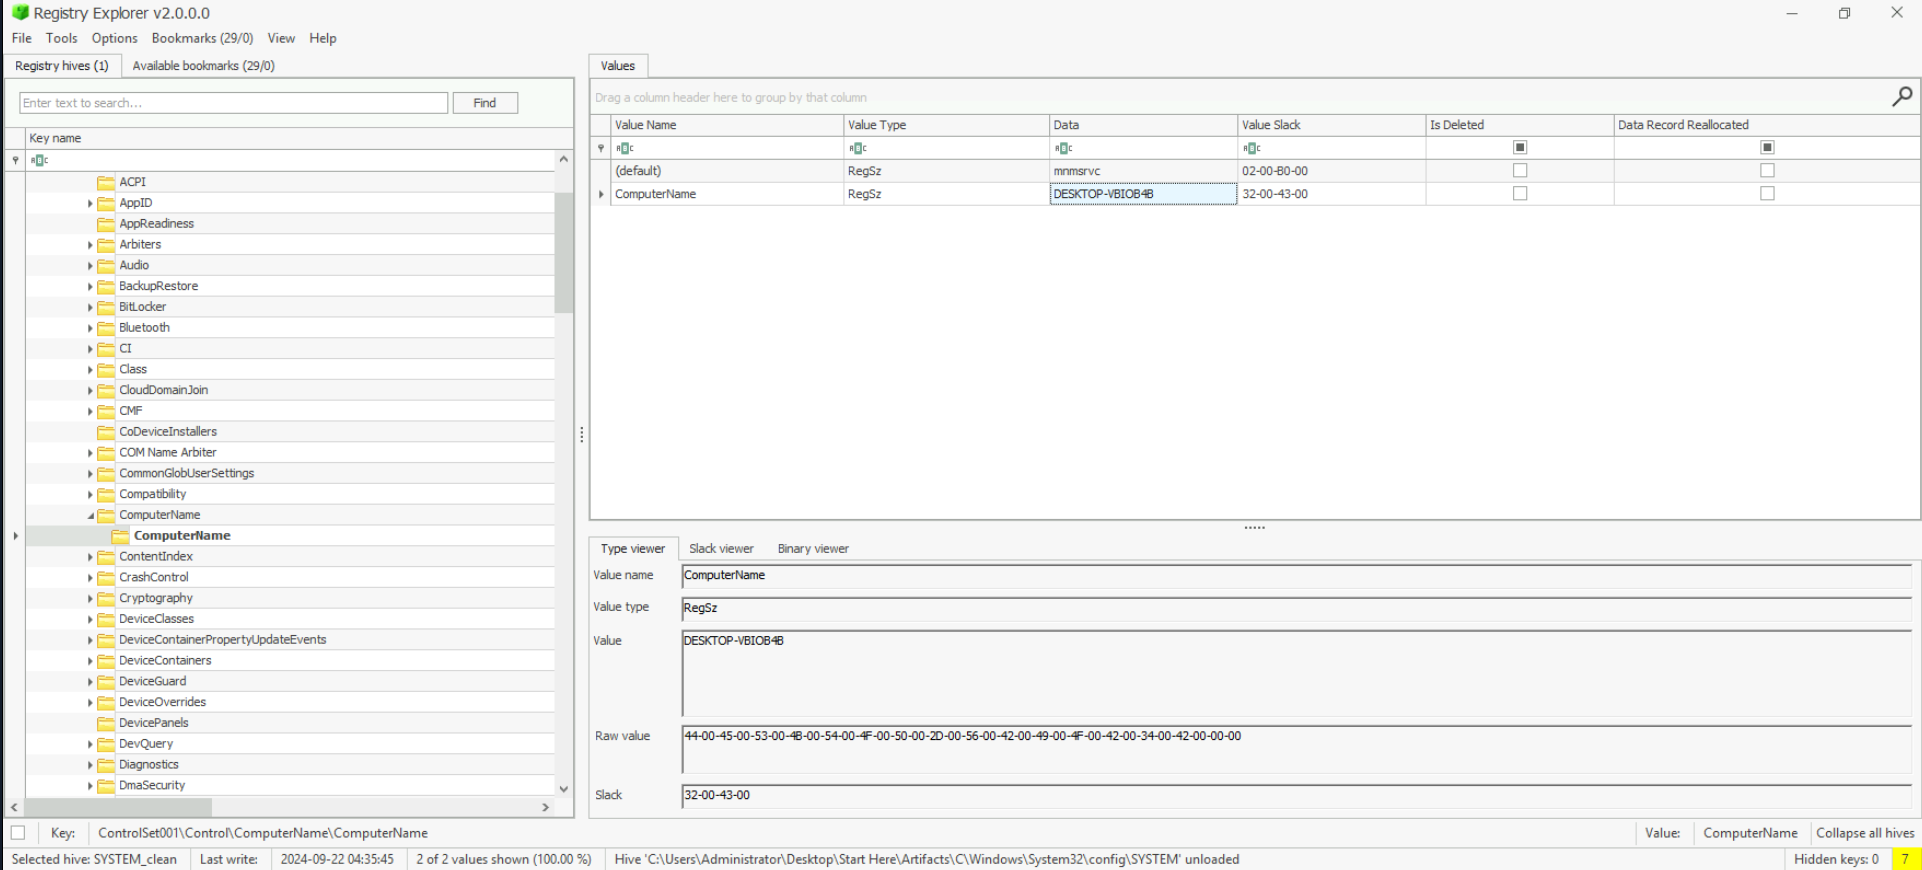 Registry Explorer v2.0.0.0
File Tools Options Bookmarks (29/0) View Help
Registry hives (1) Available bookmarks (29/0)
Enter text to search... Find
Key name
ACPI
AppID
AppReadiness
Arbiters
Audio
BackupRestore
BitLocker
Bluetooth
CI
Class
CloudDomainJoin
CMF
CoDeviceInstallers
COM Name Arbiter
CommonGlobUserSettings
Compatibility
ComputerName
ComputerName
ContentIndex
CrashControl
Cryptography
DeviceClasses
DeviceContainerPropertyUpdateEvents
DeviceContainers
DeviceGuard
DeviceOverrides
DevicePanels
DevQuery
Diagnostics
DmaSecurity
Values
Drag a column header here to group by that column
Value Name Value Type Data Value Slack Is Deleted Data Record Reallocated
(default) RegSz mnmsrvc 02-00-B0-00
ComputerName RegSz DESKTOP-VBIOB4B 32-00-43-00
Type viewer Slack viewer Binary viewer
Value name ComputerName
Value type RegSz
Value DESKTOP-VBIOB4B
Raw value 44-00-45-00-53-00-4B-00-54-00-4F-00-50-00-2D-00-56-00-42-00-49-00-4F-00-42-00-34-00-42-00-00-00
Slack 32-00-43-00
Key: ControlSet001\Control\ComputerName\ComputerName Value: ComputerName Collapse all hives
Selected hive: SYSTEM_clean Last write: 2024-09-22 04:35:45 2 of 2 values shown (100.00 %) Hive 'C:\Users\Administrator\Desktop\Start Here\Artifacts\C\Windows\System32\config\SYSTEM' unloaded Hidden keys: 0 7